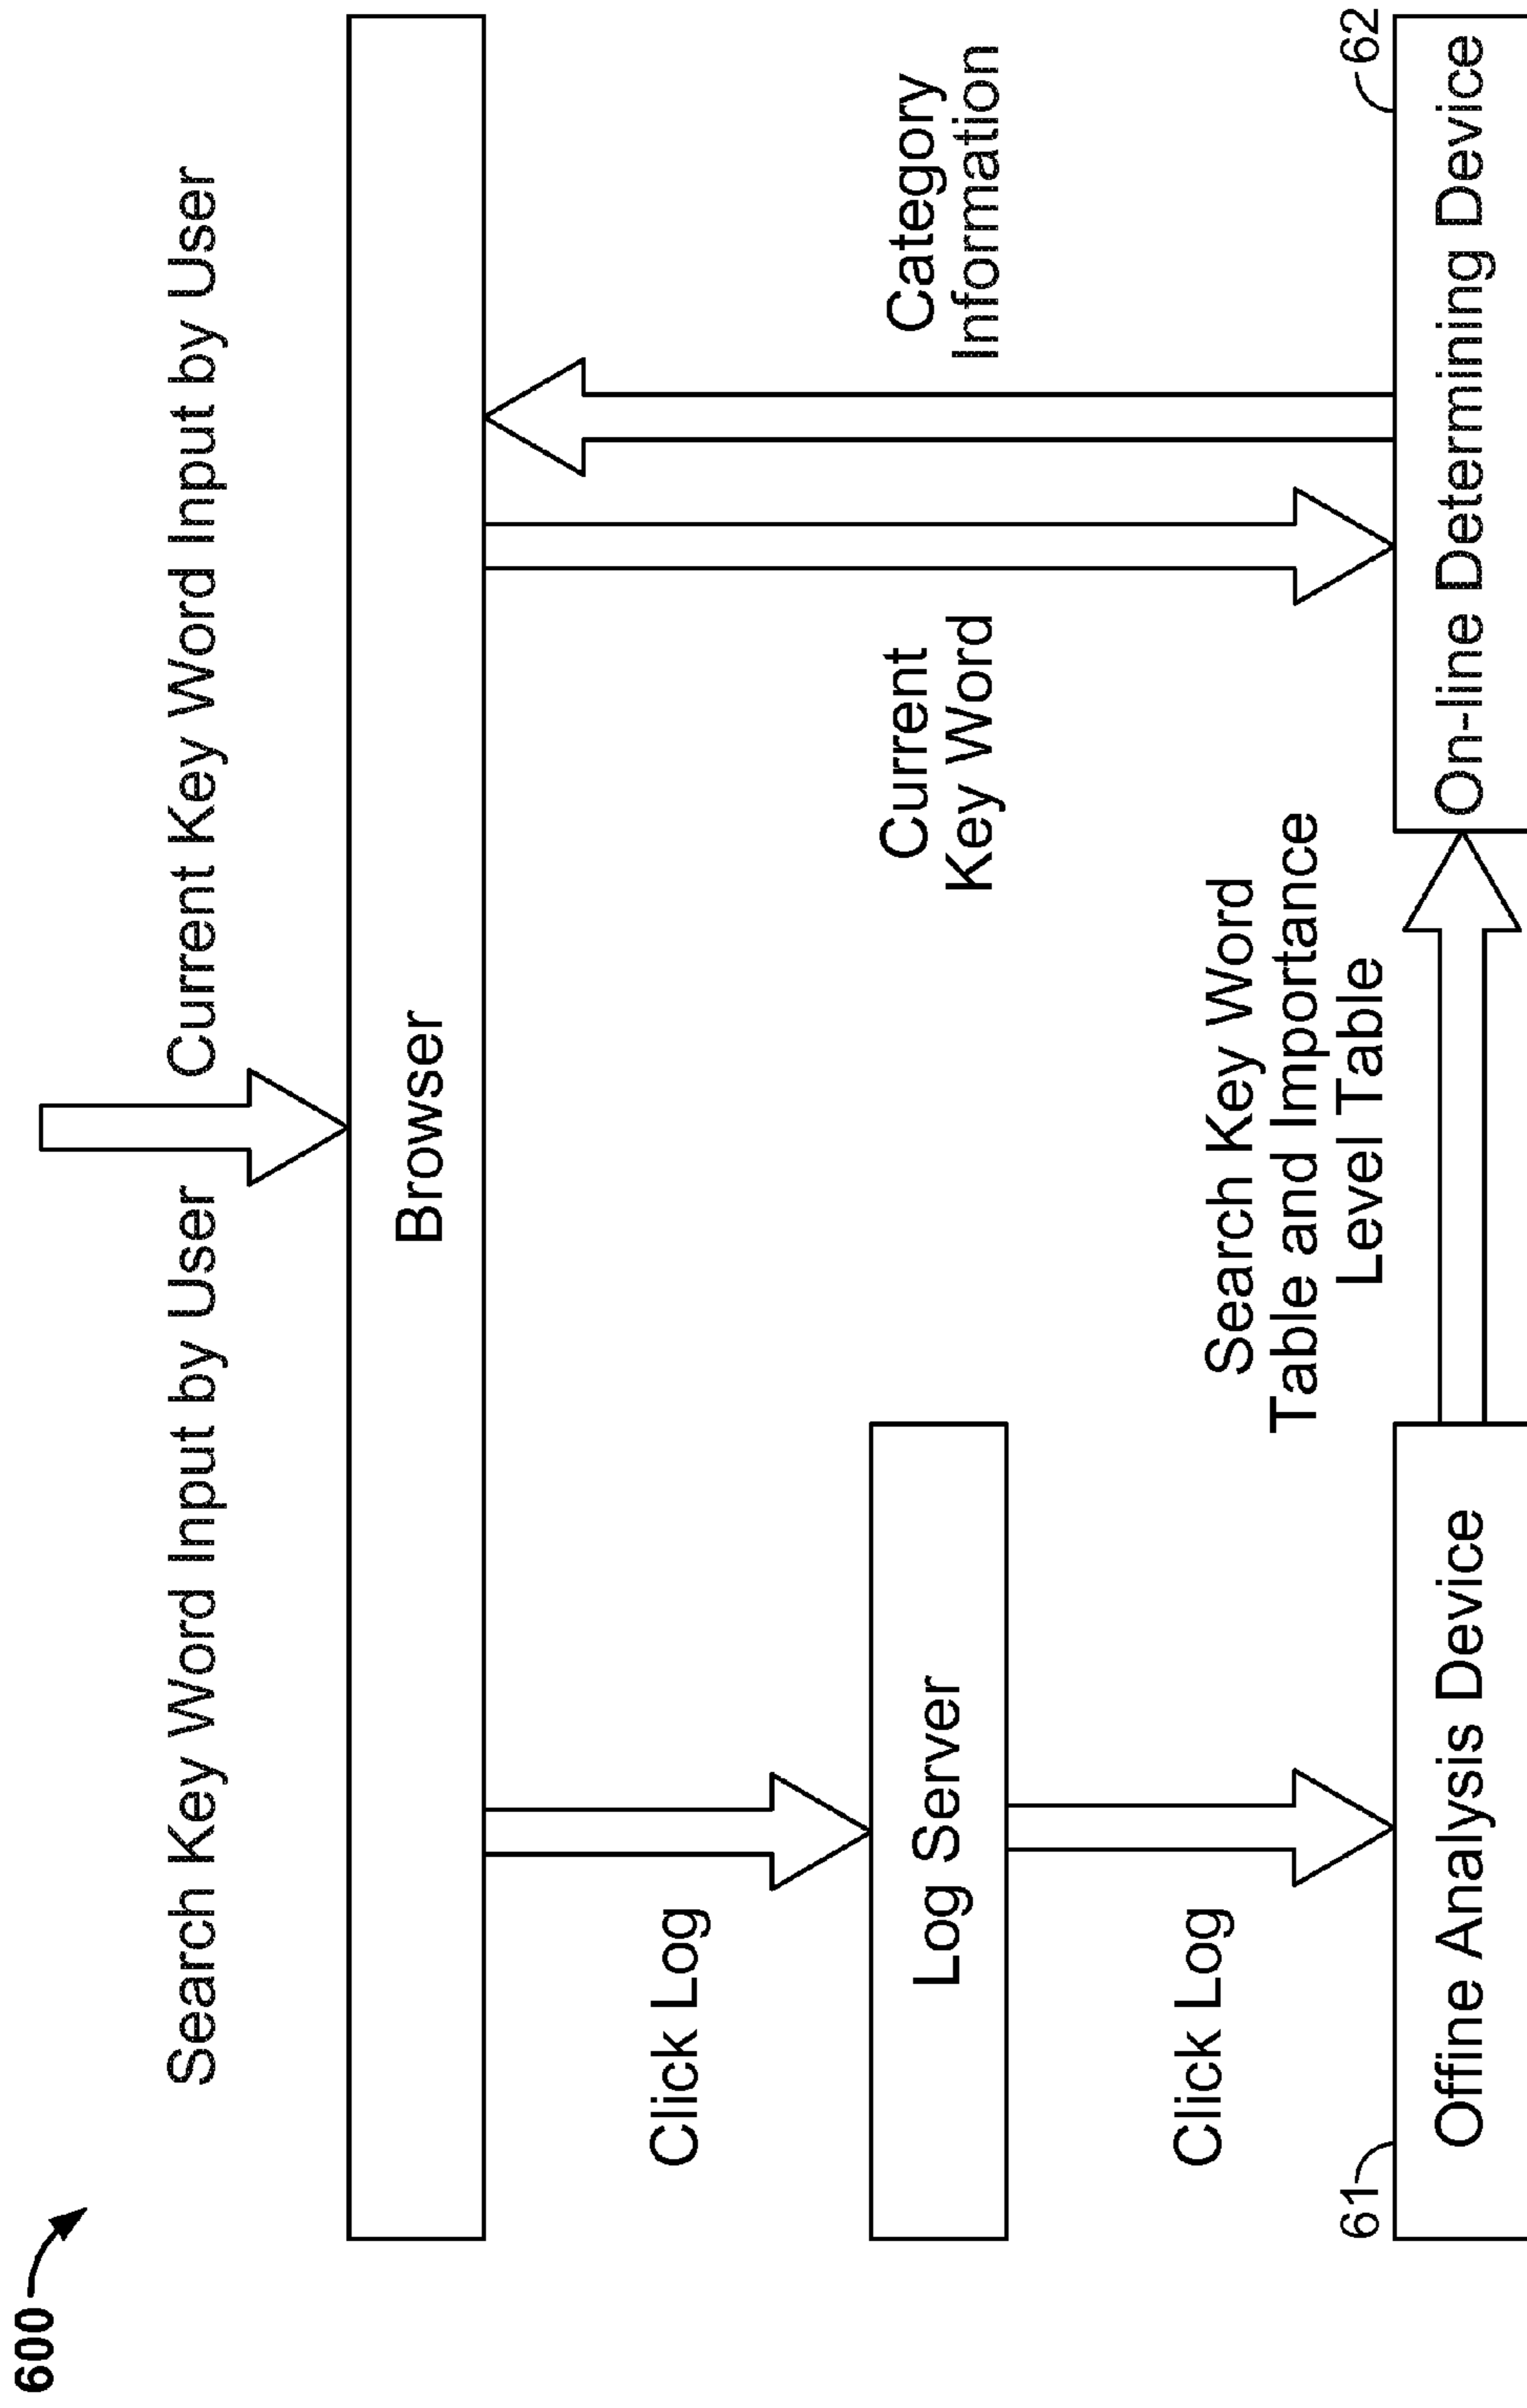 600
Search Key Word Input by User
Current Key Word Input by User
Browser
Click Log
Current
Key Word
Category
Information
Log Server
Click Log
Search Key Word
Table and Importance
Level Table
61
Offine Analysis Device
62
On-line Determining Device